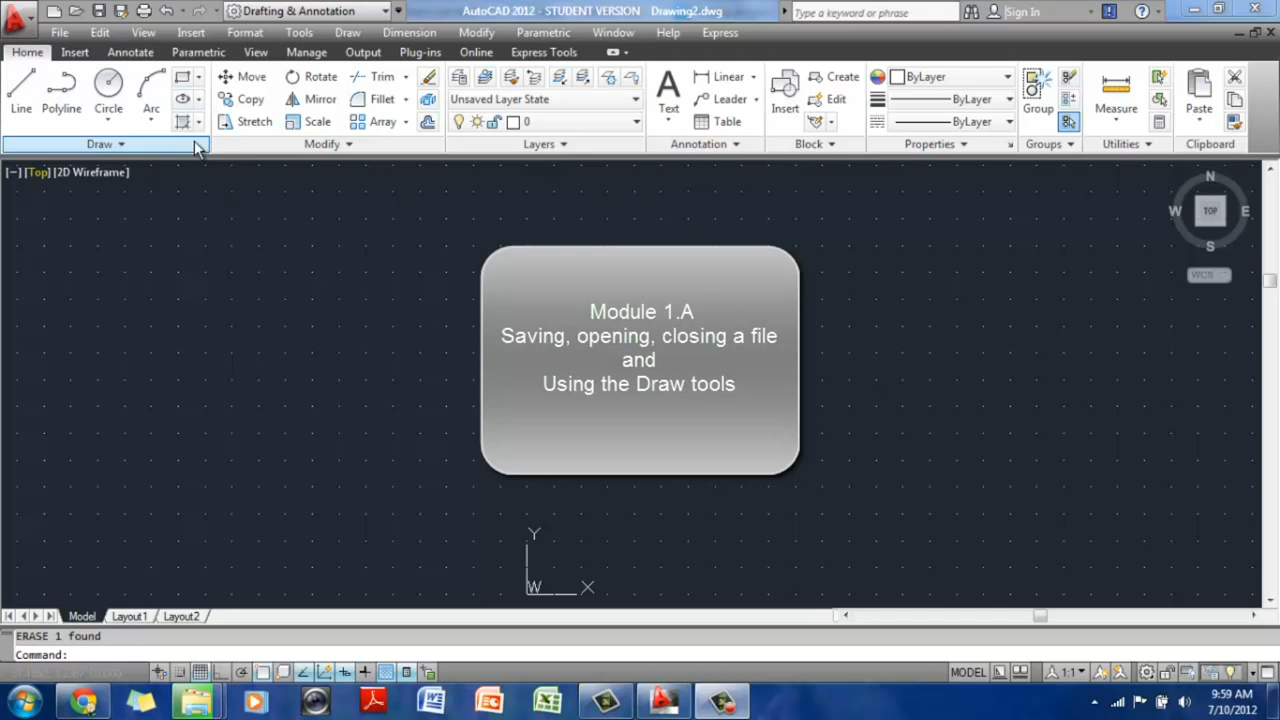 Drafting & Annotation
AutoCAD 2012 - STUDENT VERSION Drawing2.dwg
Type a keyword or phrase
Sign In
File Edit View Insert Format Tools Draw Dimension Modify Parametric Window Help Express
Home Insert Annotate Parametric View Manage Output Plug-ins Online Express Tools
Move Rotate Trim Linear Create ByLayer
Line Polyline Circle Arc Copy Mirror Fillet Unsaved Layer State Text Leader Insert Edit ByLayer Group Measure Paste
Stretch Scale Array 0 Table ByLayer
Draw Modify Layers Annotation Block Properties Groups Utilities Clipboard
[−] [Top] [2D Wireframe]
N
W TOP E
S
WCS
Module 1.A
Saving, opening, closing a file
and
Using the Draw tools
Y
W X
Model Layout1 Layout2
ERASE 1 found
Command:
MODEL 1:1
9:59 AM
7/10/2012